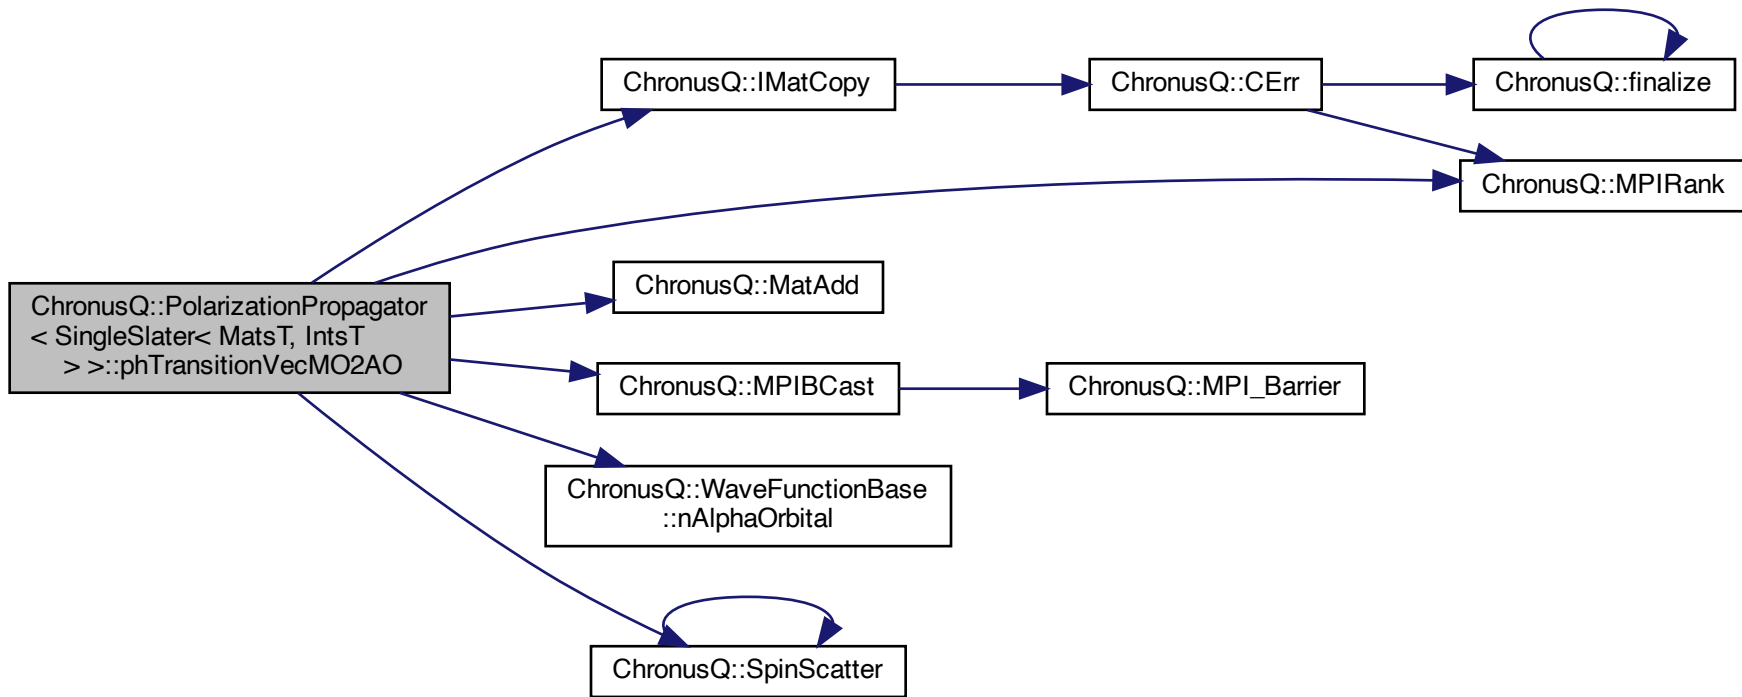 ChronusQ::IMatCopy
ChronusQ::CErr
ChronusQ::finalize
ChronusQ::MPIRank
ChronusQ::PolarizationPropagator
< SingleSlater< MatsT, IntsT
> >::phTransitionVecMO2AO
ChronusQ::MatAdd
ChronusQ::MPIBCast
ChronusQ::MPI_Barrier
ChronusQ::WaveFunctionBase
::nAlphaOrbital
ChronusQ::SpinScatter